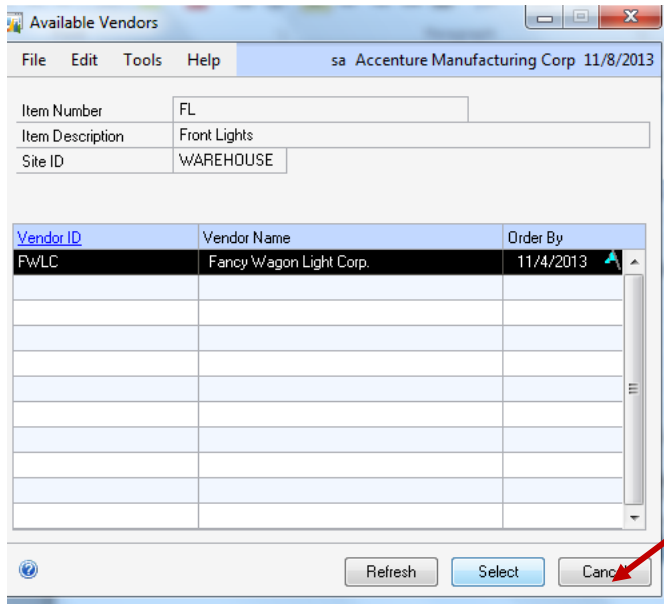 Available Vendors
File Edit Tools Help sa Accenture Manufacturing Corp 11/8/2013
Item Number FL
Item Description Front Lights
Site ID WAREHOUSE
Vendor ID Vendor Name Order By
FWLC Fancy Wagon Light Corp. 11/4/2013
Refresh Select Cancel